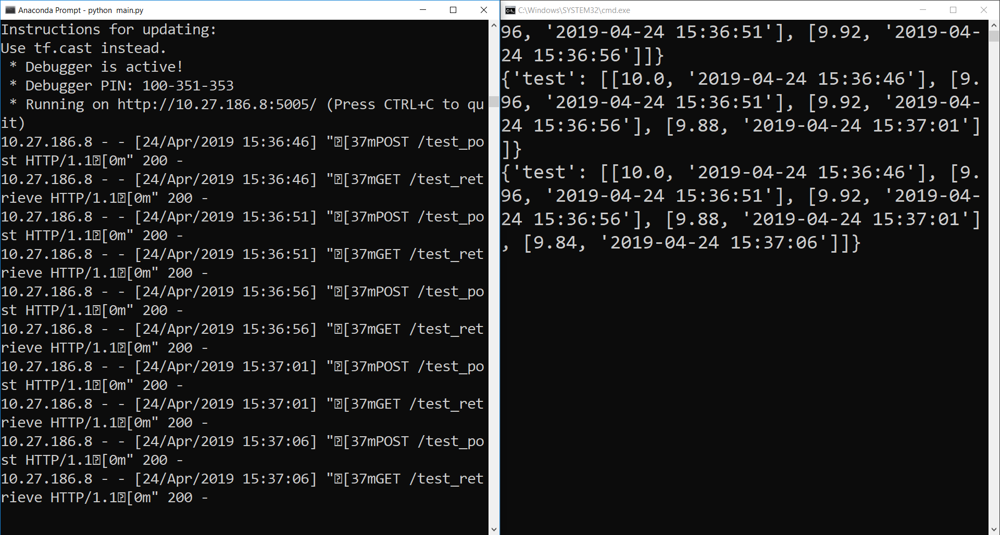 Anaconda Prompt - python  main.py
Instructions for updating:
Use tf.cast instead.
 * Debugger is active!
 * Debugger PIN: 100-351-353
 * Running on http://10.27.186.8:5005/ (Press CTRL+C to qu
it)
10.27.186.8 - - [24/Apr/2019 15:36:46] "�[37mPOST /test_po
st HTTP/1.1�[0m" 200 -
10.27.186.8 - - [24/Apr/2019 15:36:46] "�[37mGET /test_ret
rieve HTTP/1.1�[0m" 200 -
10.27.186.8 - - [24/Apr/2019 15:36:51] "�[37mPOST /test_po
st HTTP/1.1�[0m" 200 -
10.27.186.8 - - [24/Apr/2019 15:36:51] "�[37mGET /test_ret
rieve HTTP/1.1�[0m" 200 -
10.27.186.8 - - [24/Apr/2019 15:36:56] "�[37mPOST /test_po
st HTTP/1.1�[0m" 200 -
10.27.186.8 - - [24/Apr/2019 15:36:56] "�[37mGET /test_ret
rieve HTTP/1.1�[0m" 200 -
10.27.186.8 - - [24/Apr/2019 15:37:01] "�[37mPOST /test_po
st HTTP/1.1�[0m" 200 -
10.27.186.8 - - [24/Apr/2019 15:37:01] "�[37mGET /test_ret
rieve HTTP/1.1�[0m" 200 -
10.27.186.8 - - [24/Apr/2019 15:37:06] "�[37mPOST /test_po
st HTTP/1.1�[0m" 200 -
10.27.186.8 - - [24/Apr/2019 15:37:06] "�[37mGET /test_ret
rieve HTTP/1.1�[0m" 200 -
C:\Windows\SYSTEM32\cmd.exe
96, '2019-04-24 15:36:51'], [9.92, '2019-04-
24 15:36:56']]}
{'test': [[10.0, '2019-04-24 15:36:46'], [9.
96, '2019-04-24 15:36:51'], [9.92, '2019-04-
24 15:36:56'], [9.88, '2019-04-24 15:37:01']
]}
{'test': [[10.0, '2019-04-24 15:36:46'], [9.
96, '2019-04-24 15:36:51'], [9.92, '2019-04-
24 15:36:56'], [9.88, '2019-04-24 15:37:01']
, [9.84, '2019-04-24 15:37:06']]}